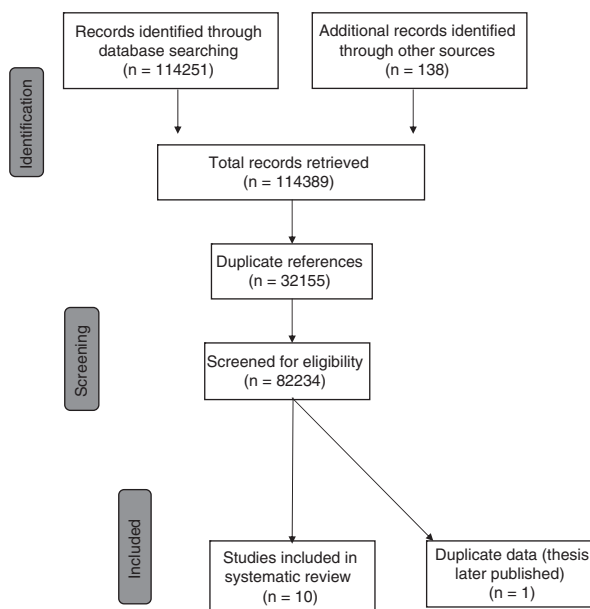 Records identified through
database searching
(n = 114251)
Additional records identified
through other sources
(n = 138)
Identification
Total records retrieved
(n = 114389)
Duplicate references
(n = 32155)
Screening
Screened for eligibility
(n = 82234)
Included
Studies included in
systematic review
(n = 10)
Duplicate data (thesis
later published)
(n = 1)